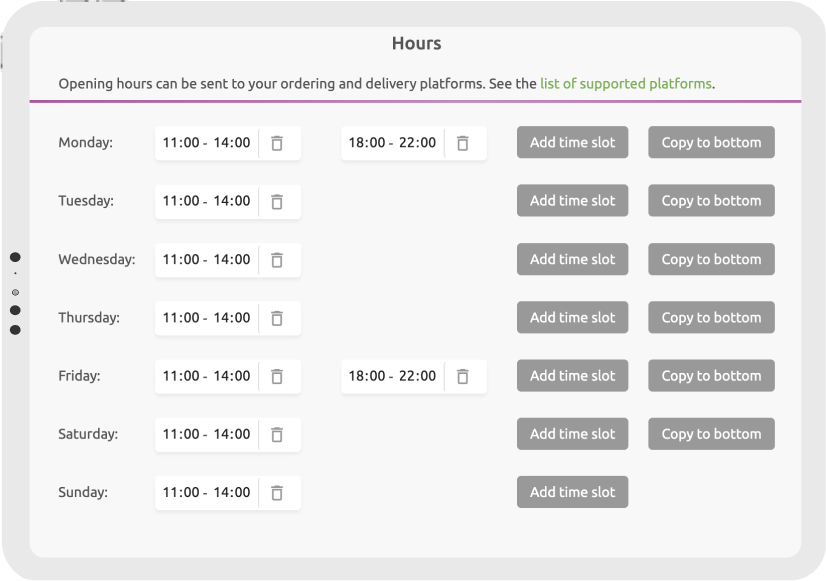 Hours
Opening hours can be sent to your ordering and delivery platforms. See the list of supported platforms.
Monday: 11:00 - 14:00 18:00 - 22:00 Add time slot Copy to bottom
Tuesday: 11:00 - 14:00 Add time slot Copy to bottom
Wednesday: 11:00 - 14:00 Add time slot Copy to bottom
Thursday: 11:00 - 14:00 Add time slot Copy to bottom
Friday: 11:00 - 14:00 18:00 - 22:00 Add time slot Copy to bottom
Saturday: 11:00 - 14:00 Add time slot Copy to bottom
Sunday: 11:00 - 14:00 Add time slot